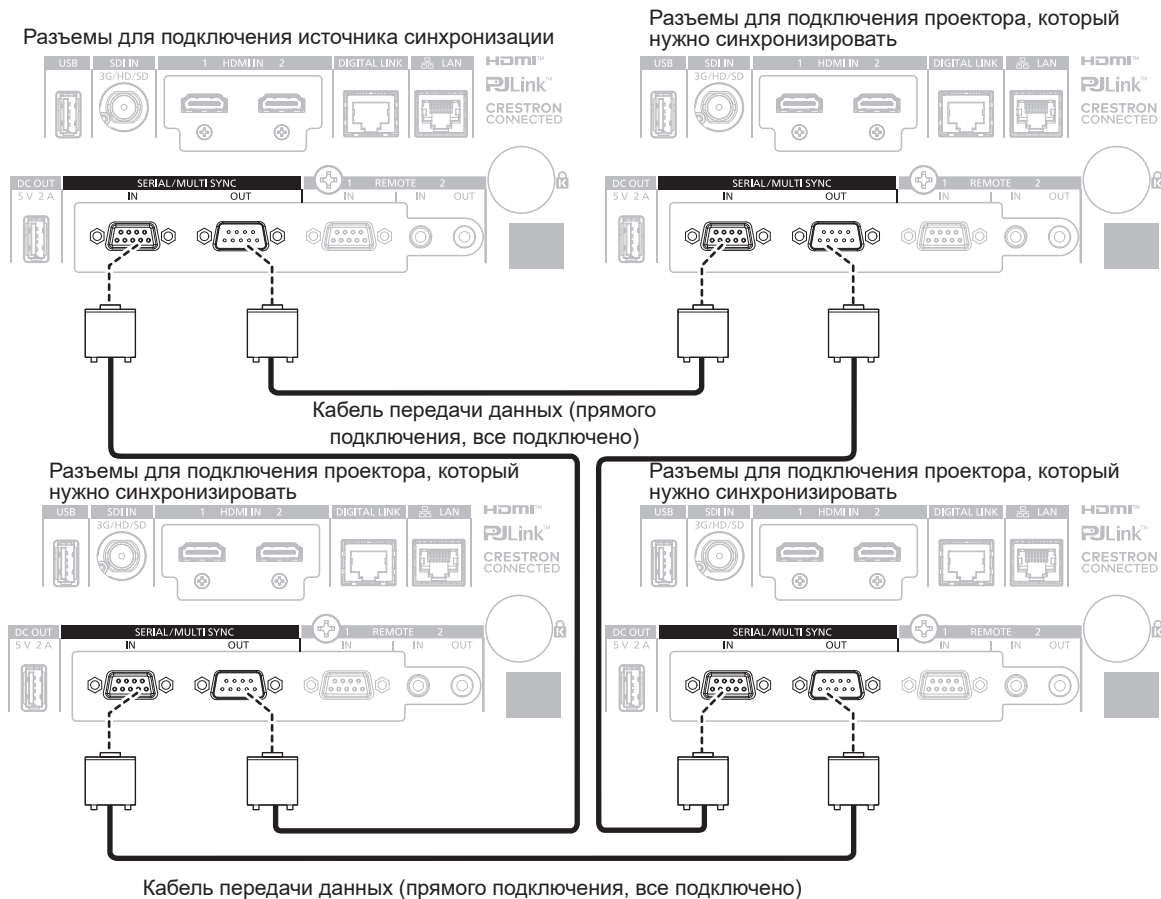 Разъемы для подключения источника синхронизации
USB SDI IN 1 HDMI IN 2 DIGITAL LINK LAN HDMI™
3G/HD/SD
PJLink™
CRESTRON
CONNECTED
DC OUT SERIAL/MULTI SYNC 1 REMOTE 2
5 V 2 A IN OUT IN IN OUT
K
Разъемы для подключения проектора, который
нужно синхронизировать
USB SDI IN 1 HDMI IN 2 DIGITAL LINK LAN HDMI™
3G/HD/SD
PJLink™
CRESTRON
CONNECTED
DC OUT SERIAL/MULTI SYNC 1 REMOTE 2
5 V 2 A IN OUT IN IN OUT
K
Кабель передачи данных (прямого
подключения, все подключено)
Разъемы для подключения проектора, который
нужно синхронизировать
USB SDI IN 1 HDMI IN 2 DIGITAL LINK LAN HDMI™
3G/HD/SD
PJLink™
CRESTRON
CONNECTED
DC OUT SERIAL/MULTI SYNC 1 REMOTE 2
5 V 2 A IN OUT IN IN OUT
K
Разъемы для подключения проектора, который
нужно синхронизировать
USB SDI IN 1 HDMI IN 2 DIGITAL LINK LAN HDMI™
3G/HD/SD
PJLink™
CRESTRON
CONNECTED
DC OUT SERIAL/MULTI SYNC 1 REMOTE 2
5 V 2 A IN OUT IN IN OUT
K
Кабель передачи данных (прямого подключения, все подключено)